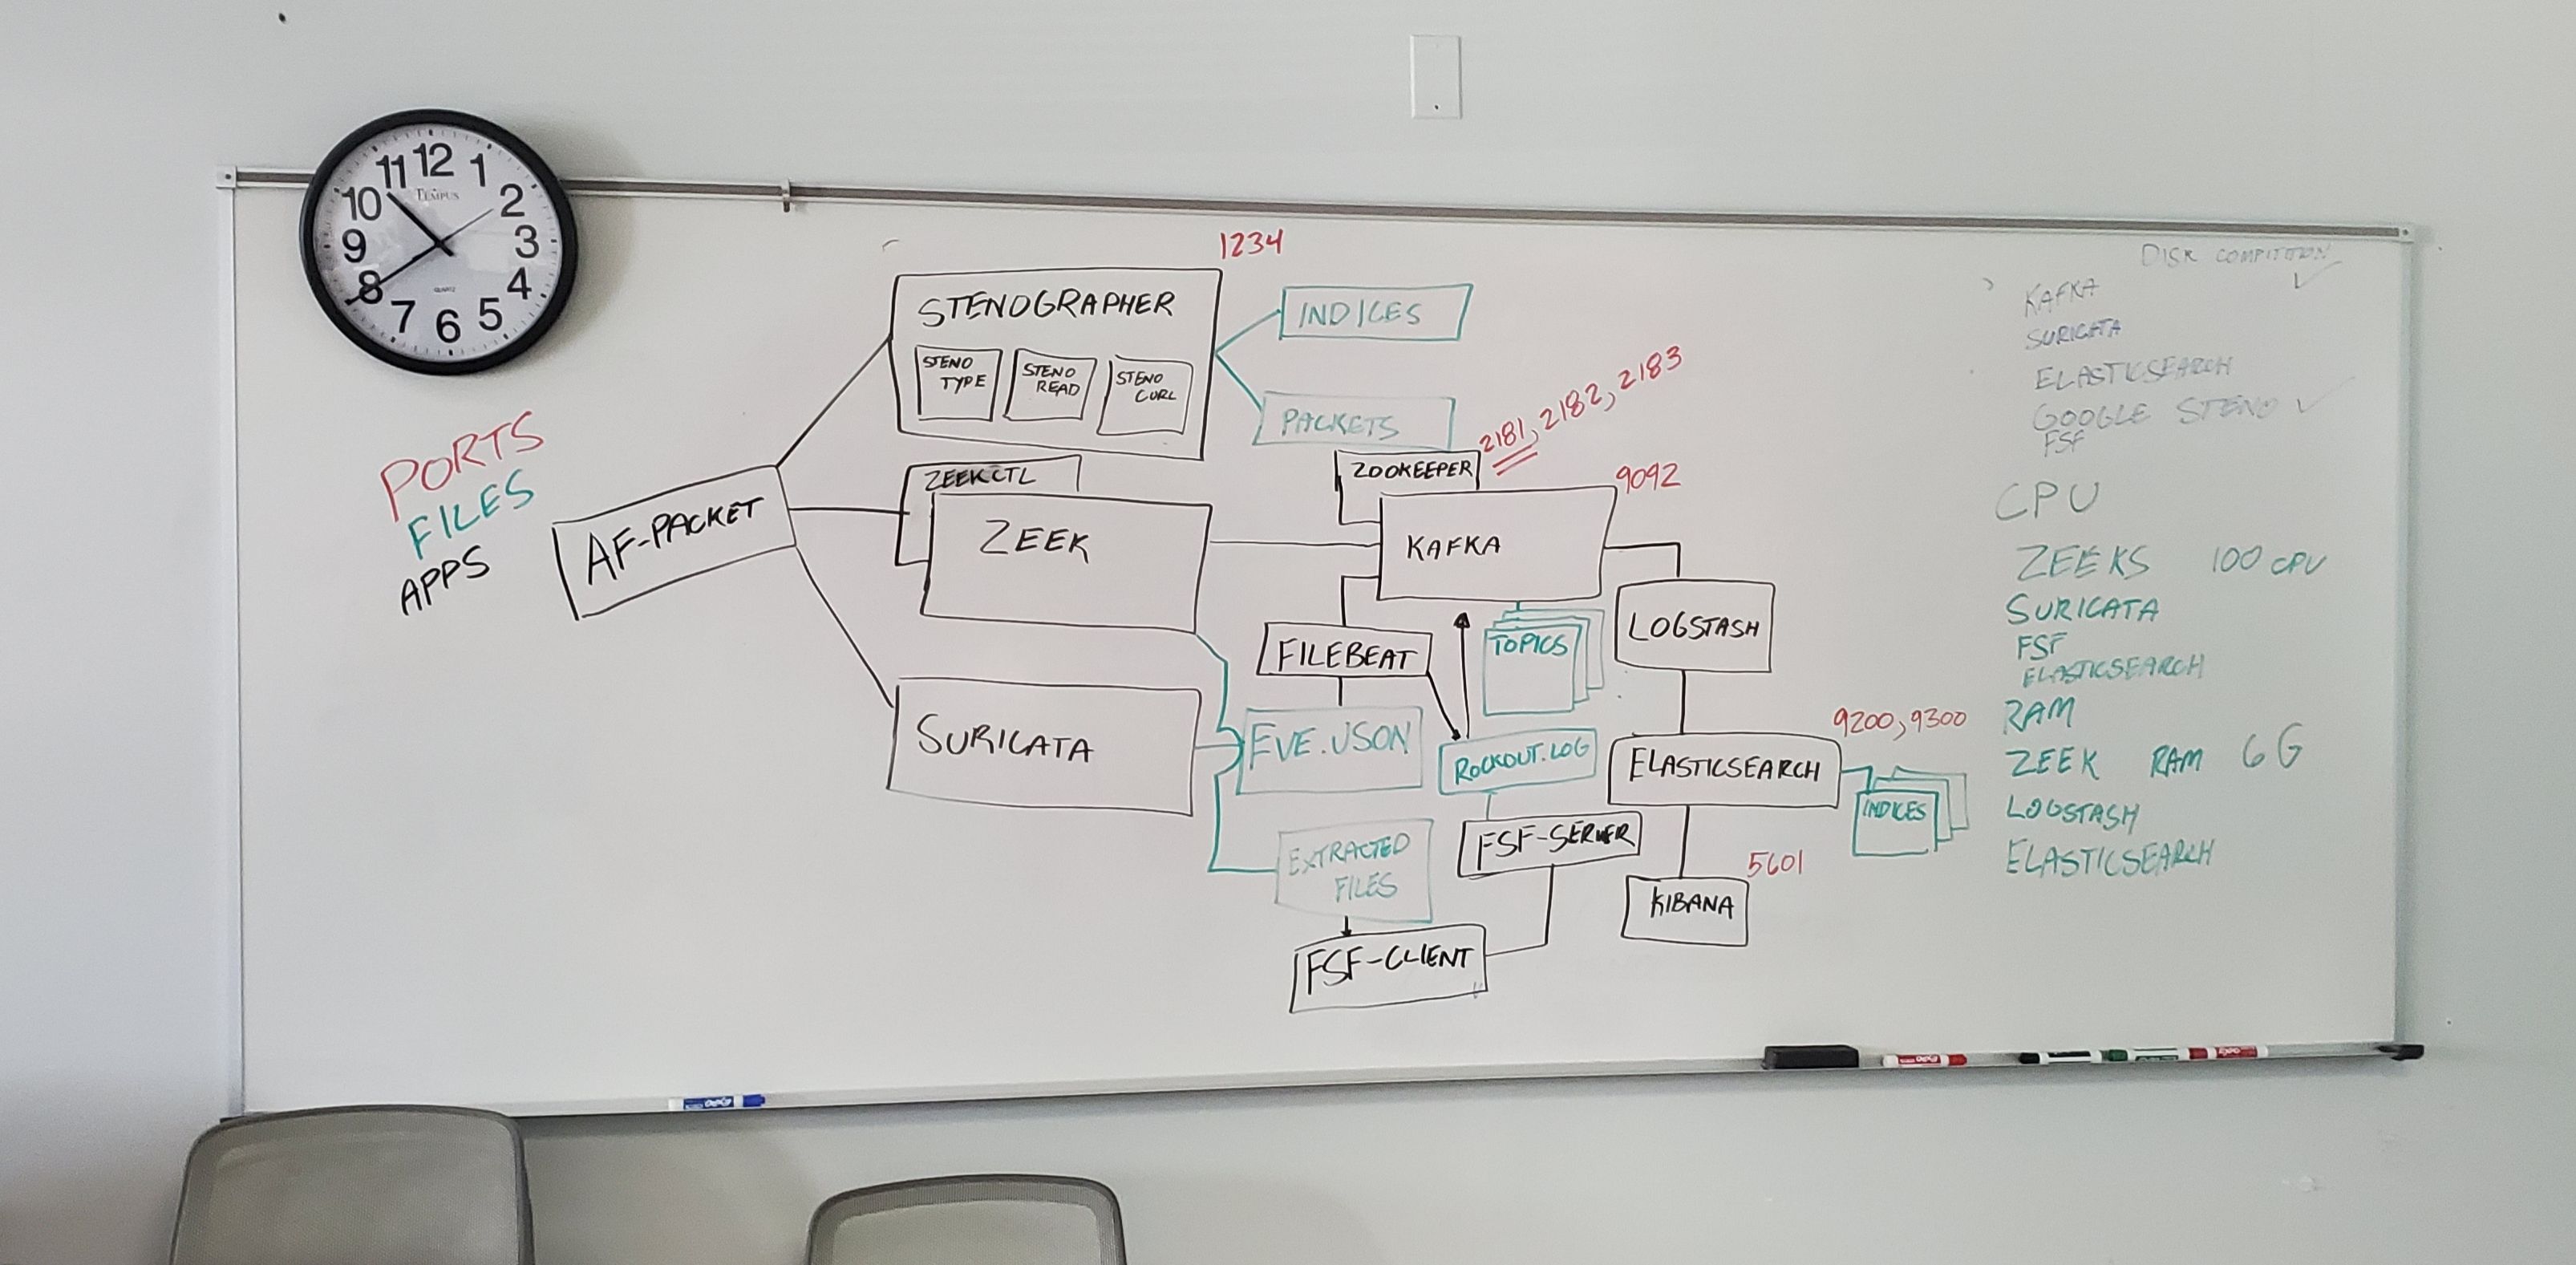 11 12 1
10 2
9 3
8 4
7 6 5
TEMPUS
QUARTZ
PORTS
FILES
APPS
AF-PACKET
1234
STENOGRAPHER
STENO
TYPE
STENO
READ
STENO
CURL
INDICES
PACKETS
ZEEKCTL
ZEEK
SURICATA
2181, 2182, 2183
ZOOKEEPER
9092
KAFKA
FILEBEAT
TOPICS
LOGSTASH
EVE.JSON
ROCKOUT.LOG
9200, 9300
ELASTICSEARCH
INDICES
EXTRACTED
FILES
FSF-SERVER
5601
KIBANA
FSF-CLIENT
DISK COMPITITION
KAFKA ✓
SURICATA
ELASTICSEARCH
GOOGLE STENO ✓
FSF
CPU
ZEEKS 100 CPU
SURICATA
FSF
ELASTICSEARCH
RAM
ZEEK RAM 6G
LOGSTASH
ELASTICSEARCH